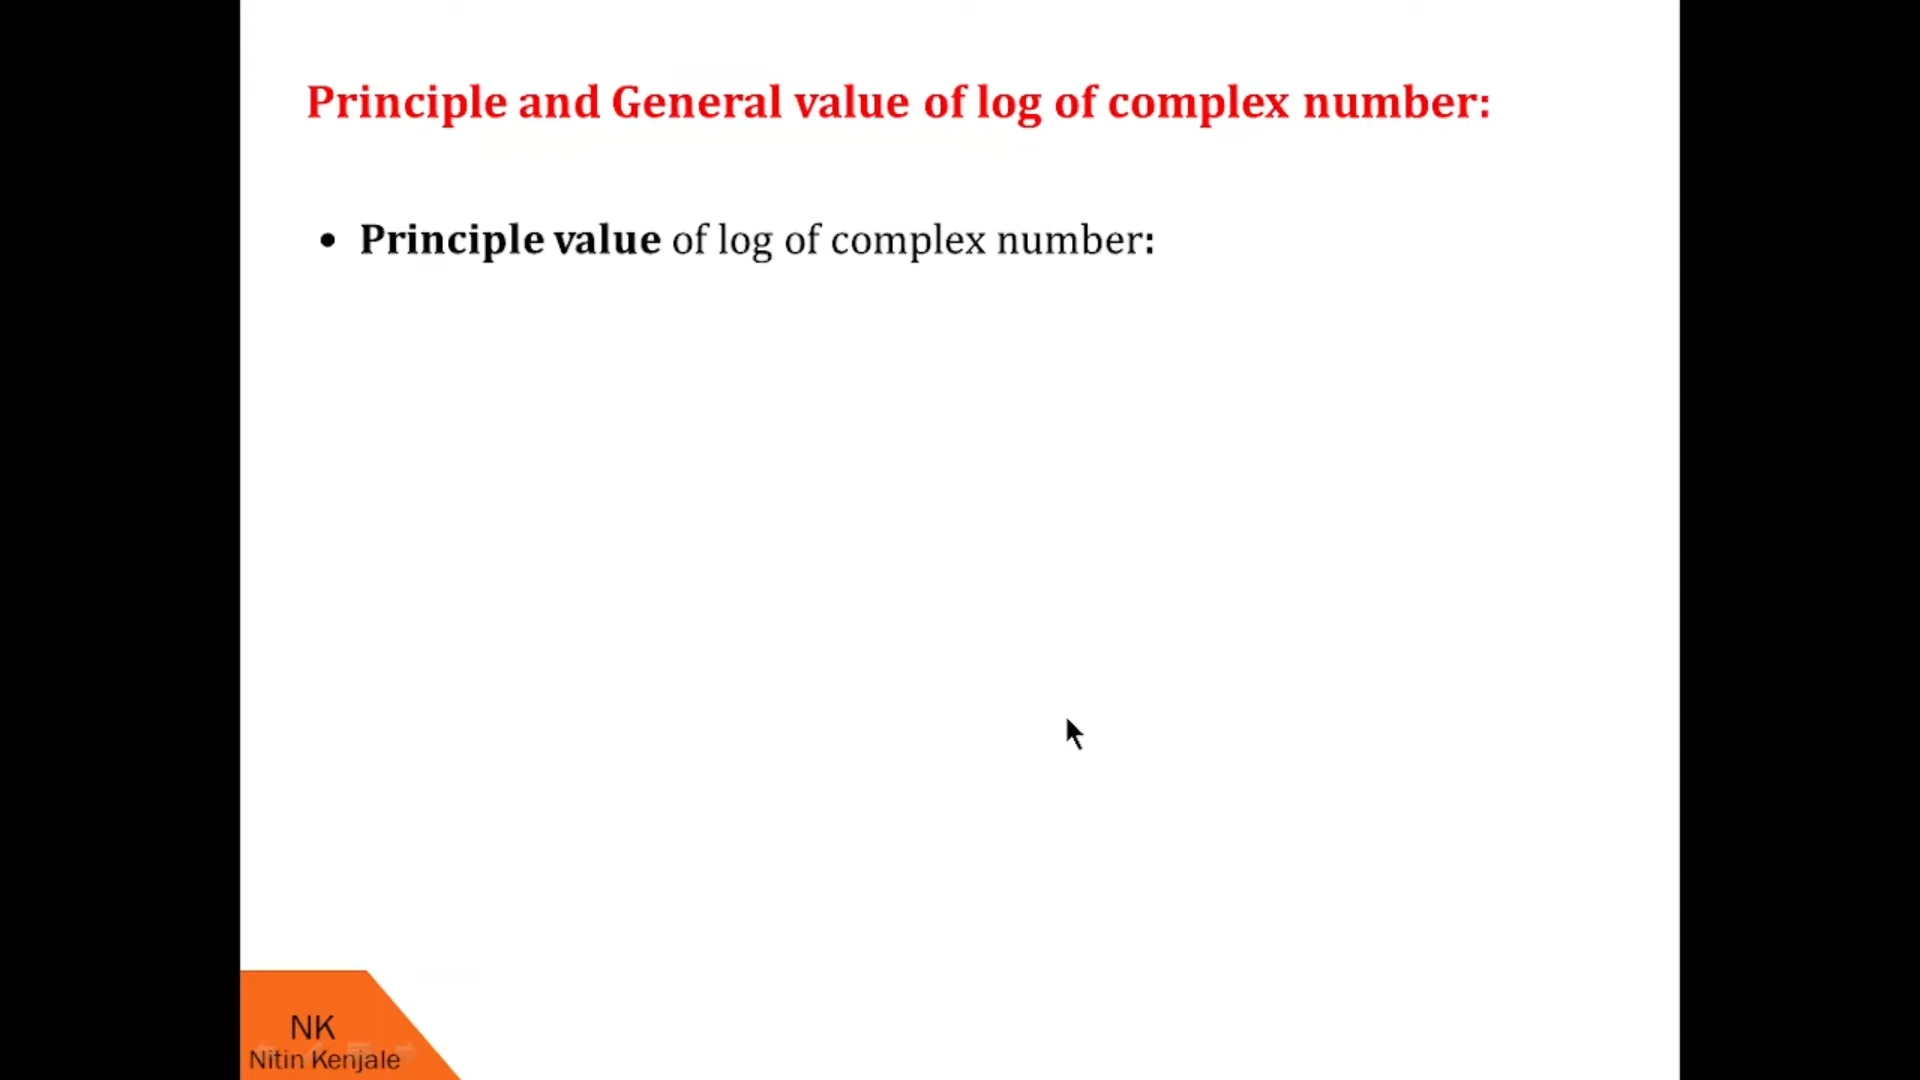 Principle and General value of log of complex number:
• Principle value of log of complex number:
NK
Nitin Kenjale